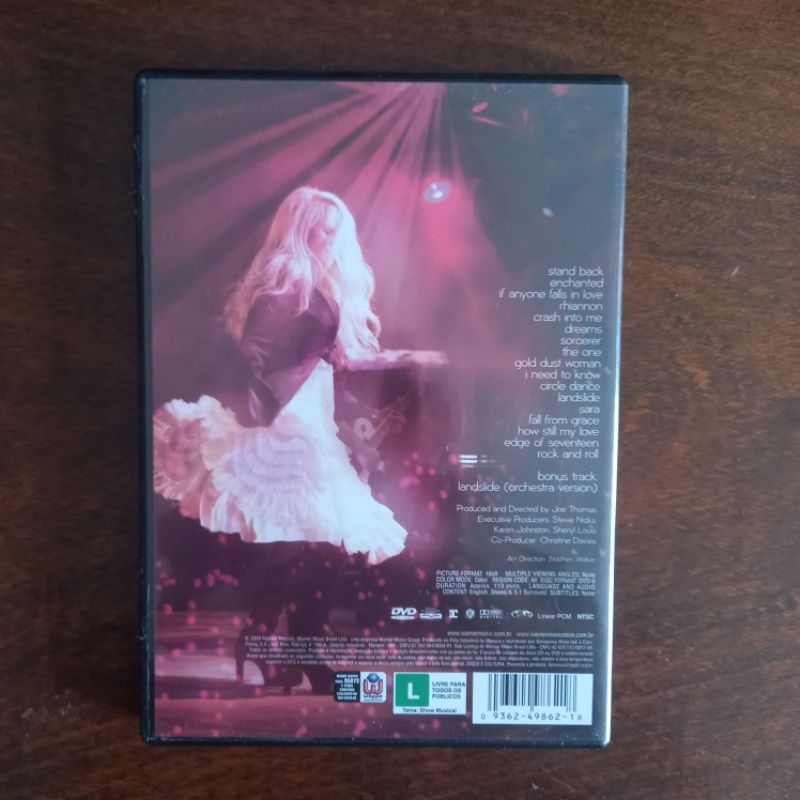 stand back
enchanted
if anyone falls in love
rhiannon
crash into me
dreams
sorcerer
the one
gold dust woman
i need to know
circle dance
landslide
sara
fall from grace
how still my love
edge of seventeen
rock and roll
bonus track:
landslide (orchestra version)
Produced and Directed by Joe Thomas
Executive Producers: Stevie Nicks,
Karen Johnston, Sheryl Louis
Co-Producer: Christine Davies
Art Direction: Stephen Walker
PICTURE FORMAT: 16x9 MULTIPLE VIEWING ANGLES: None
COLOR MODE: Color REGION CODE: All DISC FORMAT: DVD-9
DURATION: Approx. 119 mins. LANGUAGE AND AUDIO
CONTENT: English, Stereo & 5.1 Surround SUBTITLES: None
DVD
Linear PCM
NTSC
www.warnermusic.com.br www.warnermusicstore.com.br
L
LIVRE PARA
TODOS OS
PÚBLICOS
Tema: Show Musical
0 9362-49862-1 8